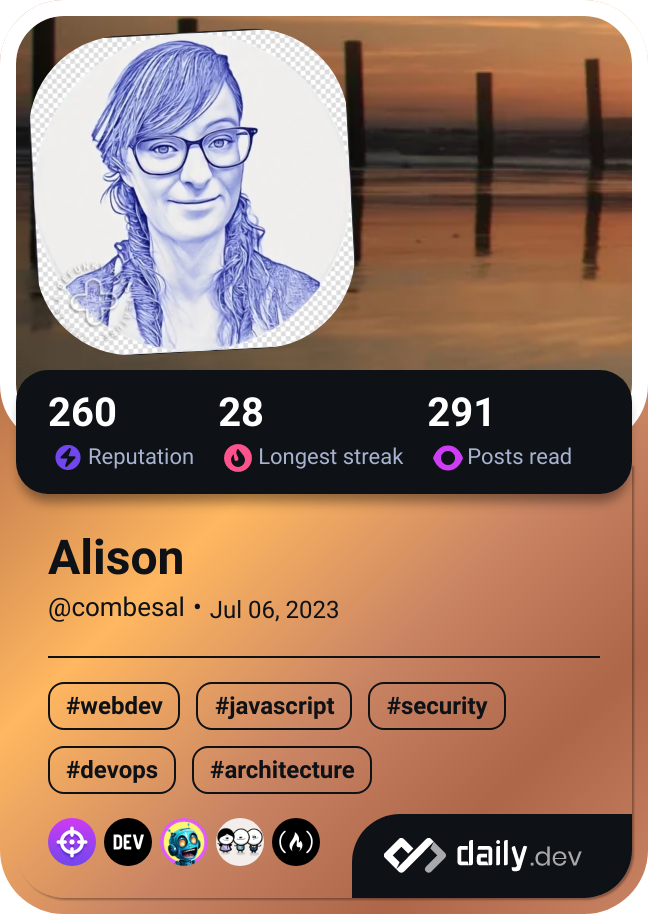 260
28
291
Reputation
Longest streak
Posts read
Alison
@combesal • Jul 06, 2023
#webdev
#javascript
#security
#devops
#architecture
DEV
daily.dev